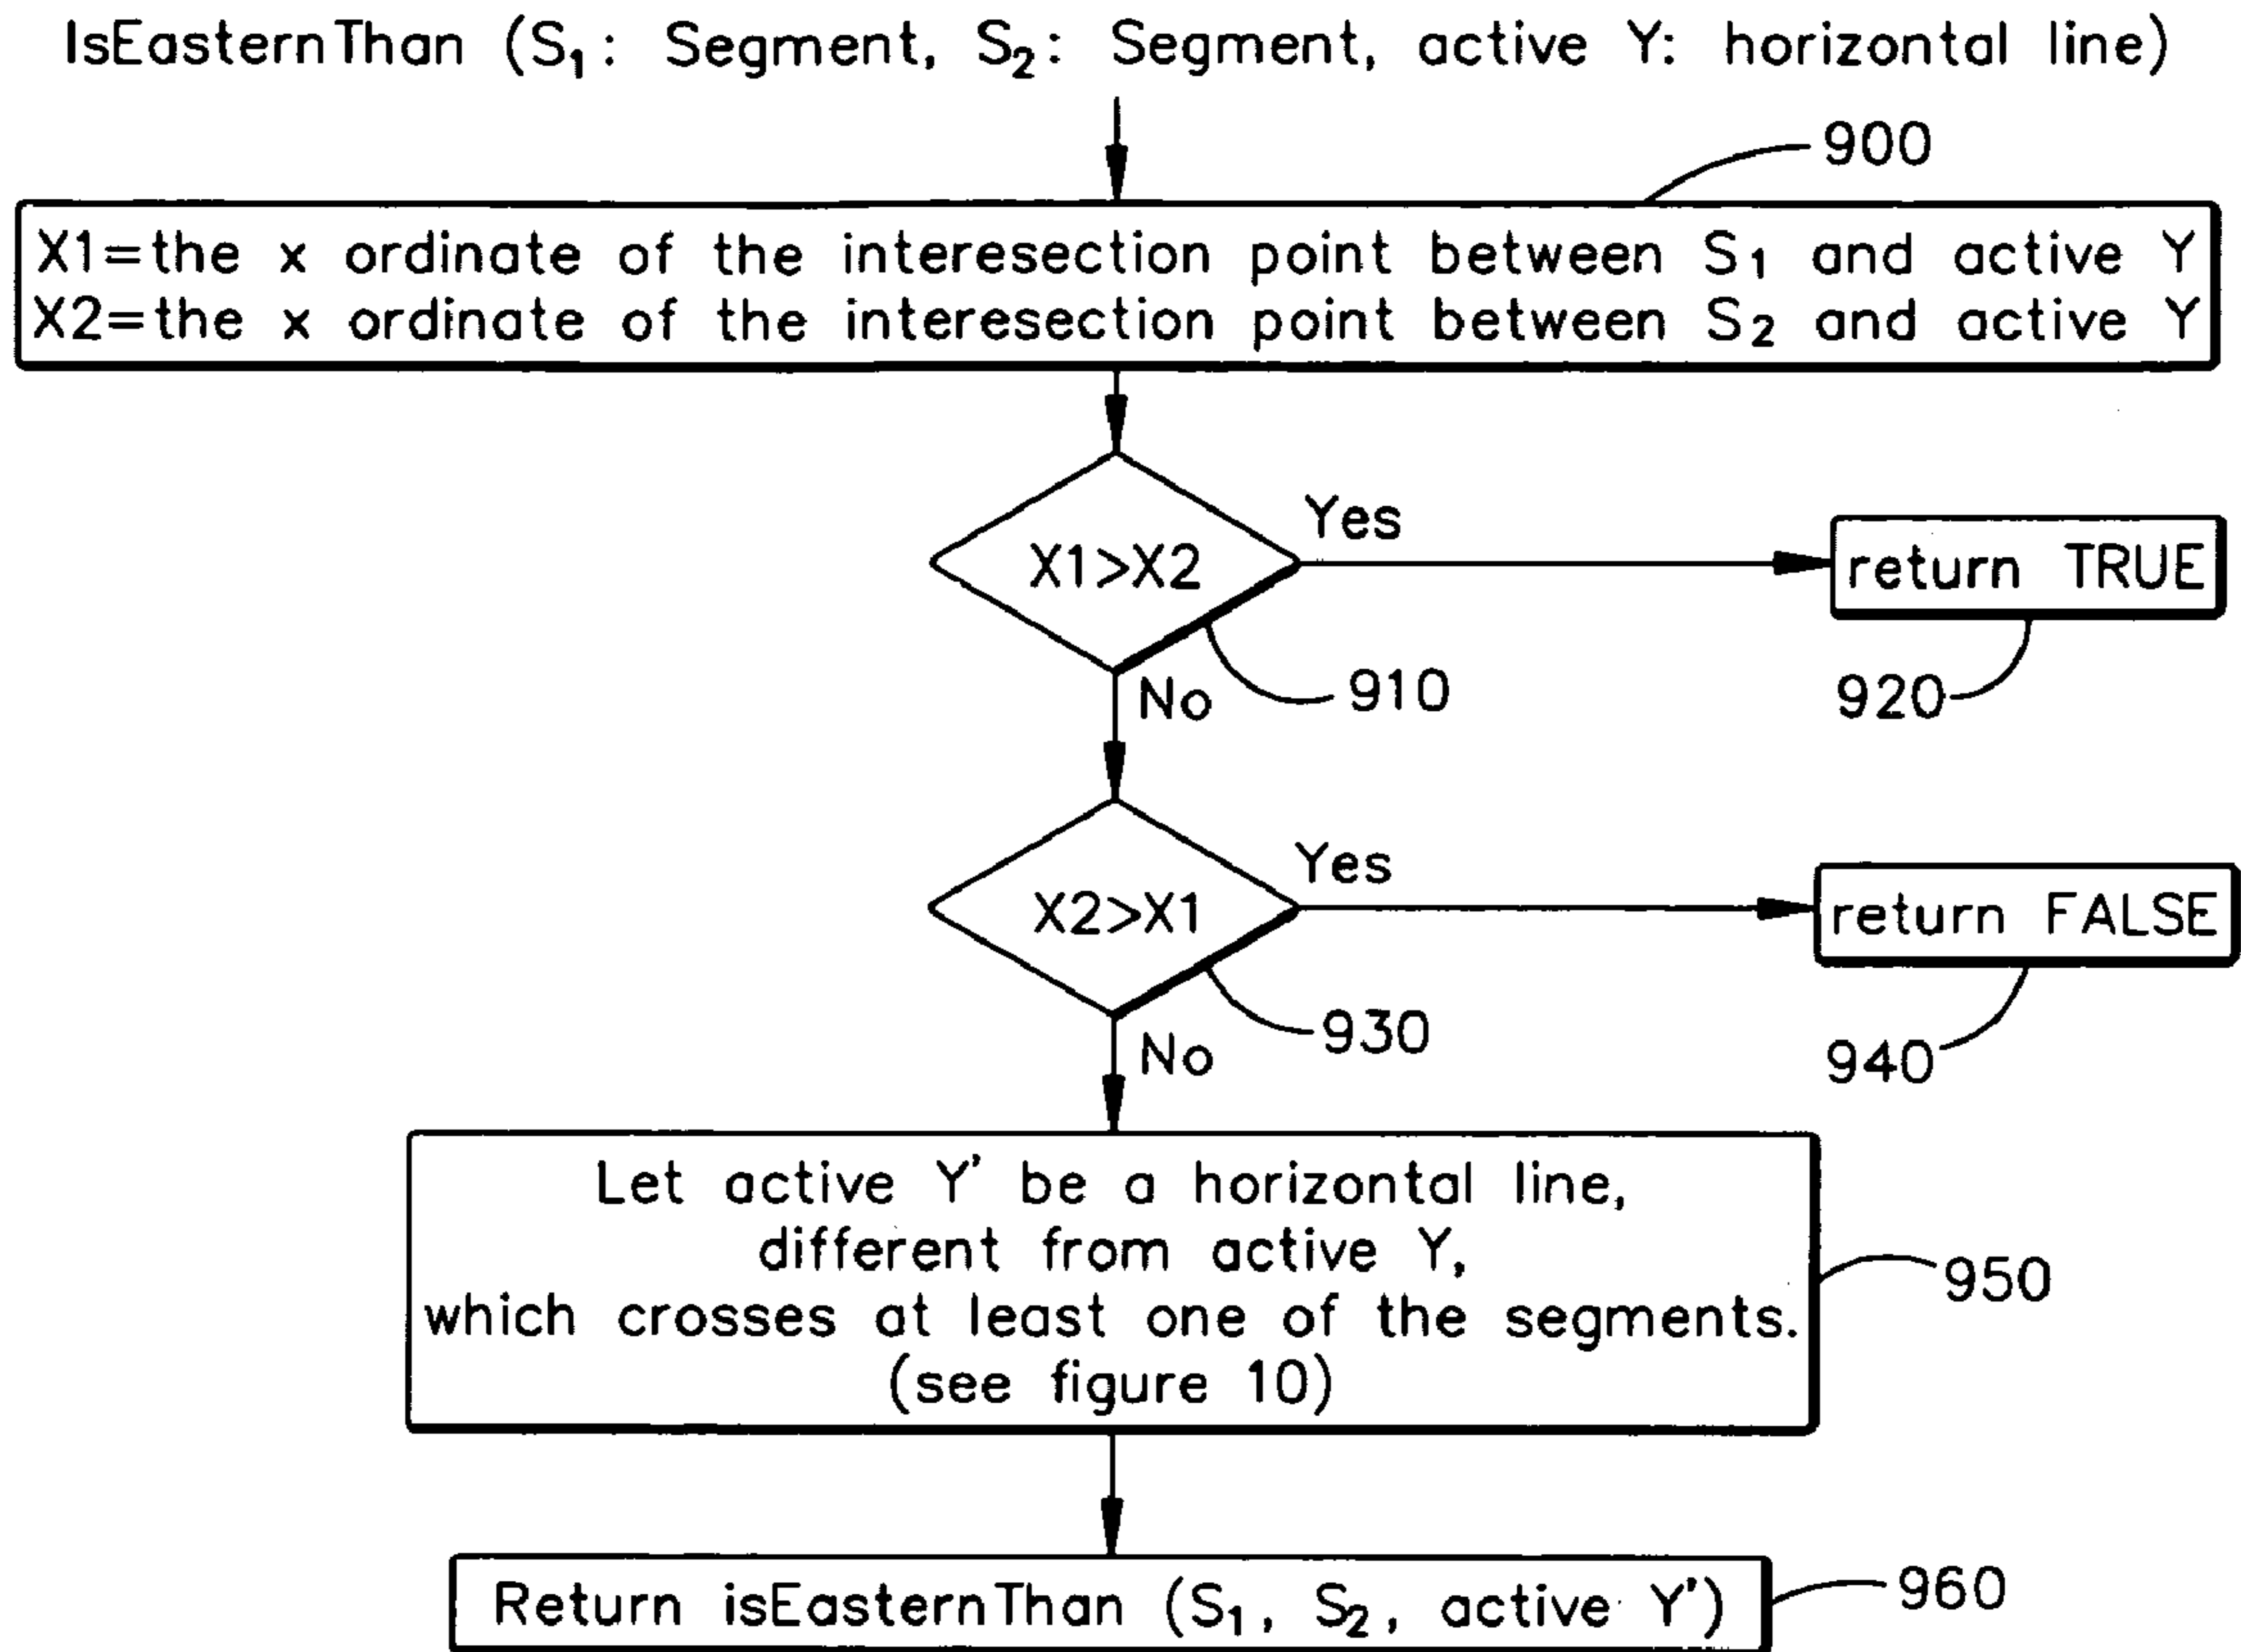 IsEasternThan (S₁: Segment, S₂: Segment, active Y: horizontal line)
900
X1=the x ordinate of the interesection point between S₁ and active Y
X2=the x ordinate of the interesection point between S₂ and active Y
X1>X2
Yes
return TRUE
910
920
No
X2>X1
Yes
return FALSE
930
940
No
Let active Y' be a horizontal line,
different from active Y,
which crosses at least one of the segments.
(see figure 10)
950
Return isEasternThan (S₁, S₂, active Y')
960